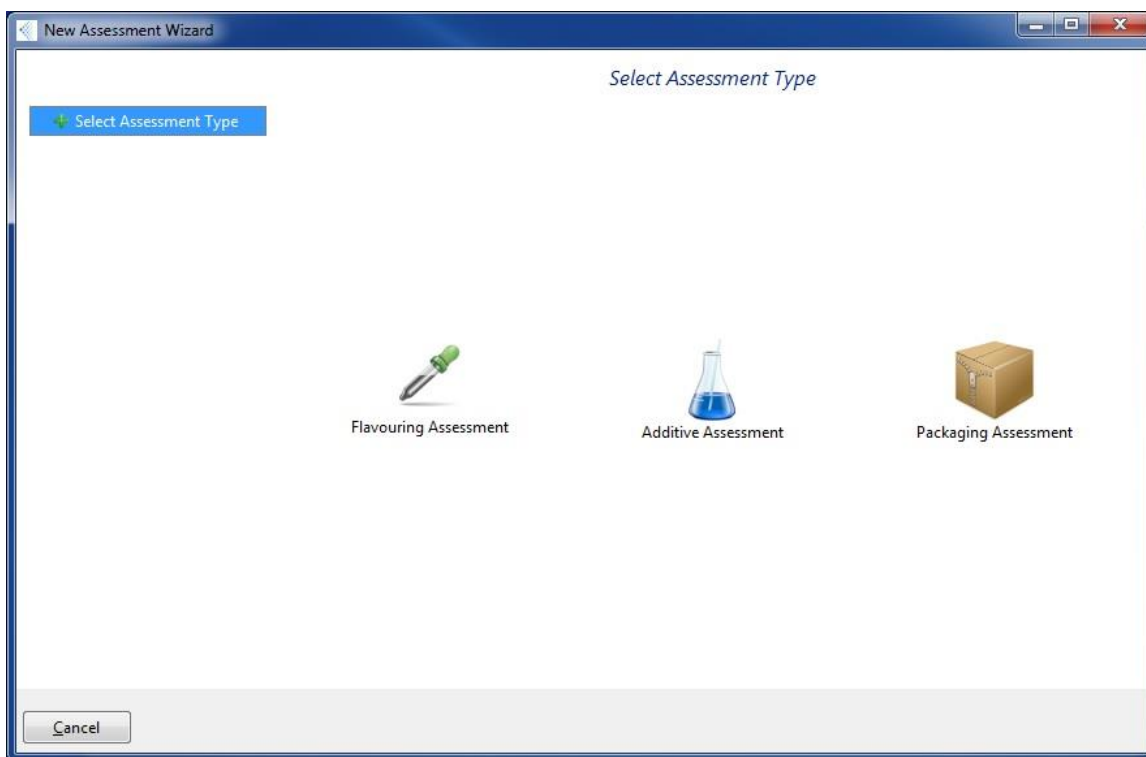 New Assessment Wizard
Select Assessment Type
Select Assessment Type
Flavouring Assessment
Additive Assessment
Packaging Assessment
Cancel